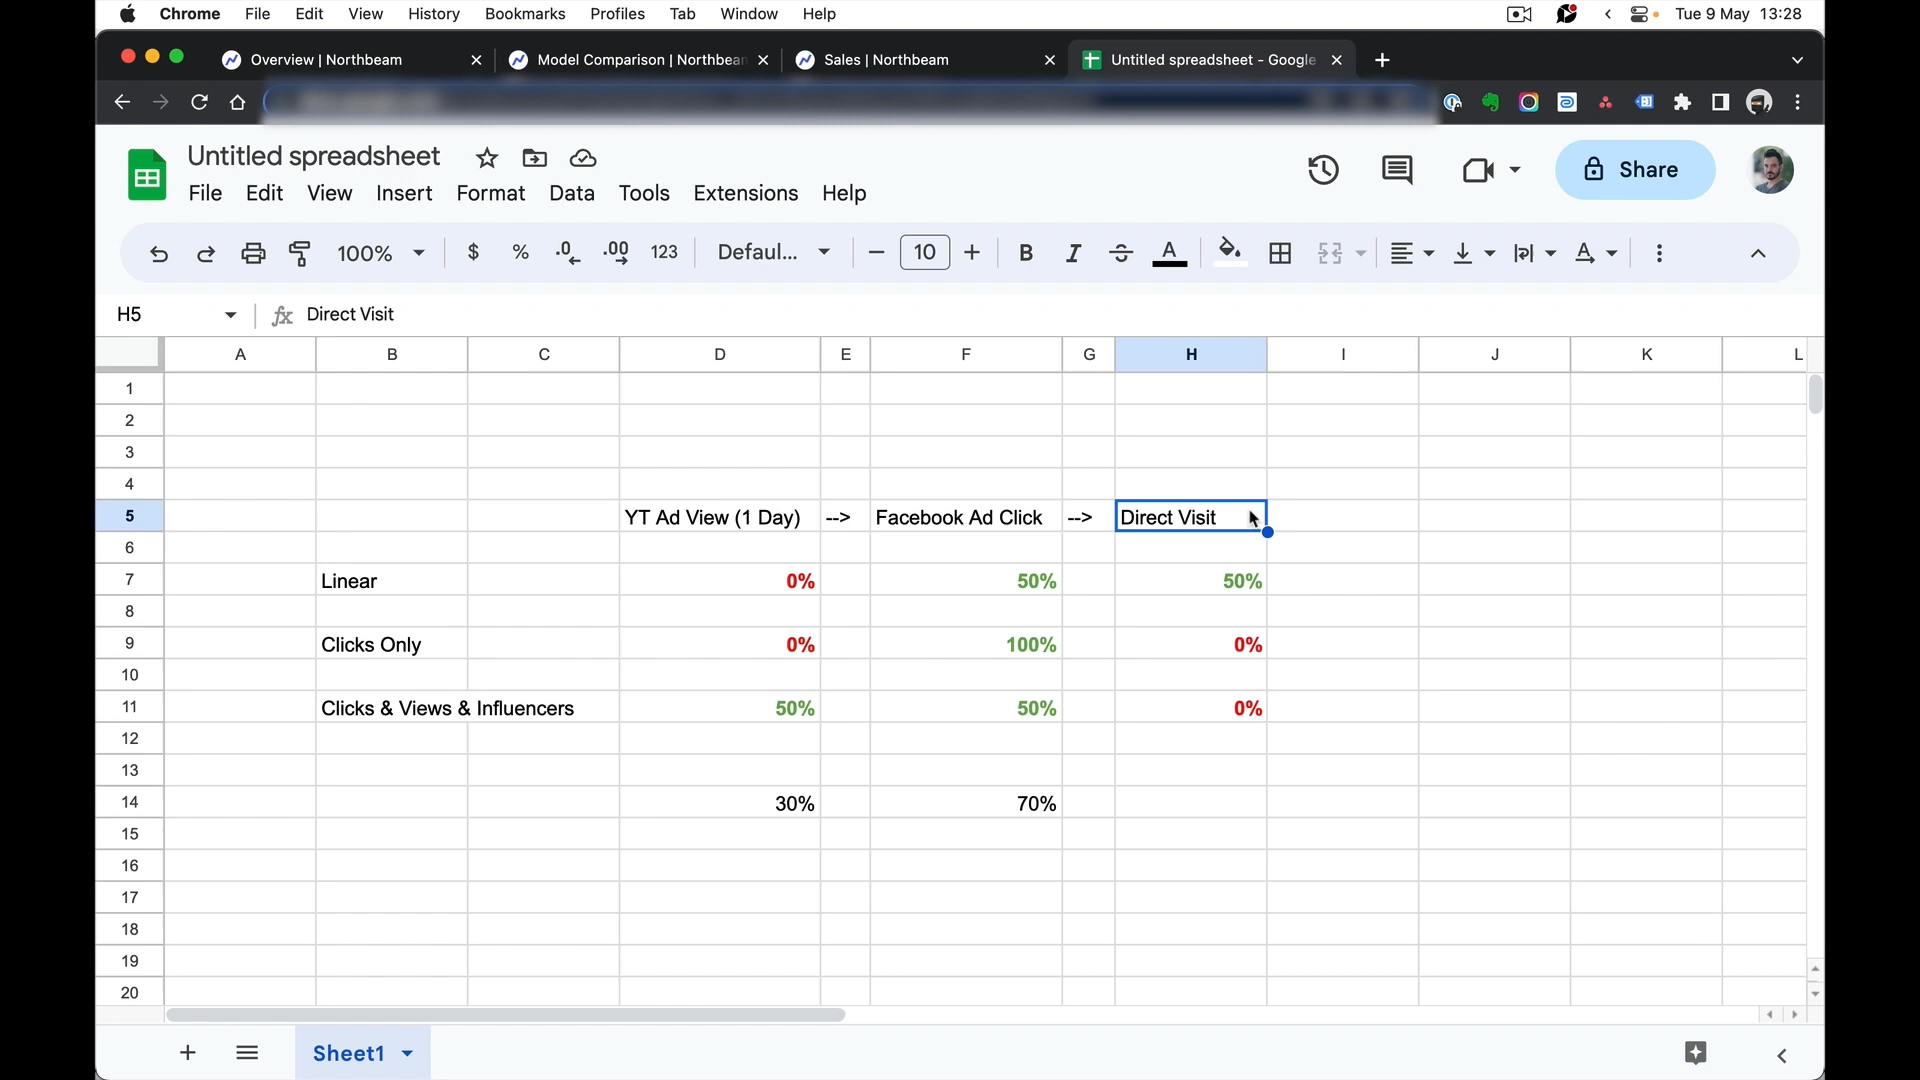 Chrome File Edit View History Bookmarks Profiles Tab Window Help Tue 9 May 13:28
Overview | Northbeam Model Comparison | Northbeam Sales | Northbeam Untitled spreadsheet - Google
Untitled spreadsheet
File Edit View Insert Format Data Tools Extensions Help
Share
100% $ % .0 .00 123 Defaul... 10 B I S A A
H5 fx Direct Visit
A B C D E F G H I J K L
1
2
3
4
5 YT Ad View (1 Day) --> Facebook Ad Click --> Direct Visit
6
7 Linear 0% 50% 50%
8
9 Clicks Only 0% 100% 0%
10
11 Clicks & Views & Influencers 50% 50% 0%
12
13
14 30% 70%
15
16
17
18
19
20
Sheet1